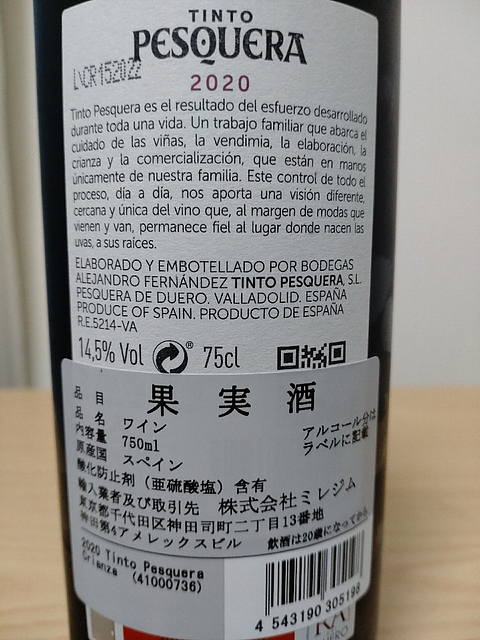 TINTO
PESQUERA
2020
Tinto Pesquera es el resultado del esfuerzo desarrollado
durante toda una vida. Un trabajo familiar que abarca el
cuidado de las viñas, la vendimia, la elaboración, la
crianza y la comercialización, que están en manos
únicamente de nuestra familia. Este control de todo el
proceso, día a día, nos aporta una visión diferente,
cercana y única del vino que, al margen de modas que
vienen y van, permanece fiel al lugar donde nacen las
uvas, a sus raíces.
ELABORADO Y EMBOTELLADO POR BODEGAS
ALEJANDRO FERNÁNDEZ TINTO PESQUERA, S.L.
PESQUERA DE DUERO. VALLADOLID. ESPAÑA
PRODUCE OF SPAIN. PRODUCTO DE ESPAÑA
R.E.5214-VA
14,5% Vol ® 75cl
品目 果実酒
品名 ワイン
内容量 750ml
原産国 スペイン
アルコール分は
ラベルに記載
酸化防止剤(亜硫酸塩)含有
輸入業者及び取引先 株式会社ミレジム
東京都千代田区神田司町二丁目13番地
神田第4アメレックスビル 飲酒は20歳になってから
2020 Tinto Pesquera
Crianza (41000736)
4 543190 305198